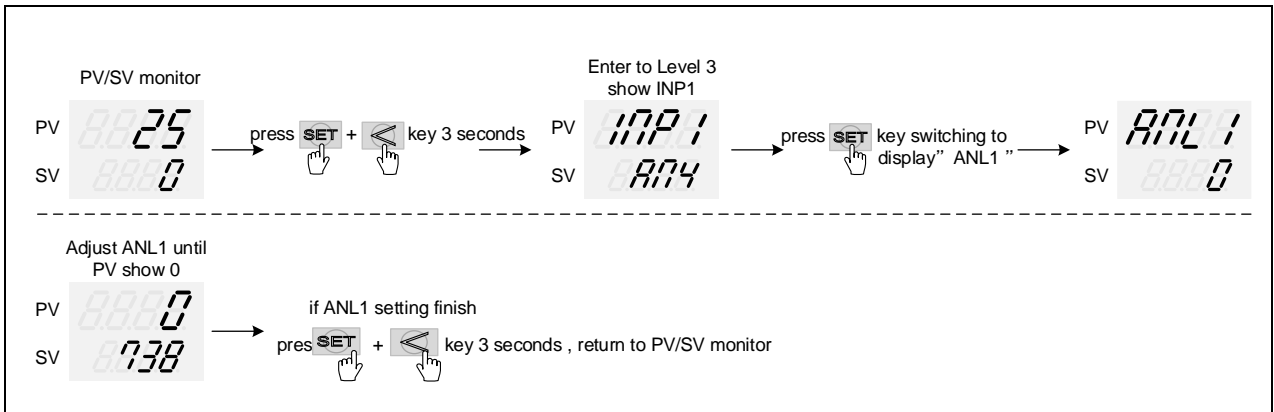 PV/SV monitor
PV 25
SV 0
press SET + < key 3 seconds
Enter to Level 3
show INP1
PV INP1
SV AN4
press SET key switching to
display” ANL1 ”
PV ANL1
SV 0
Adjust ANL1 until
PV show 0
PV 0
SV 738
if ANL1 setting finish
pres SET + < key 3 seconds , return to PV/SV monitor